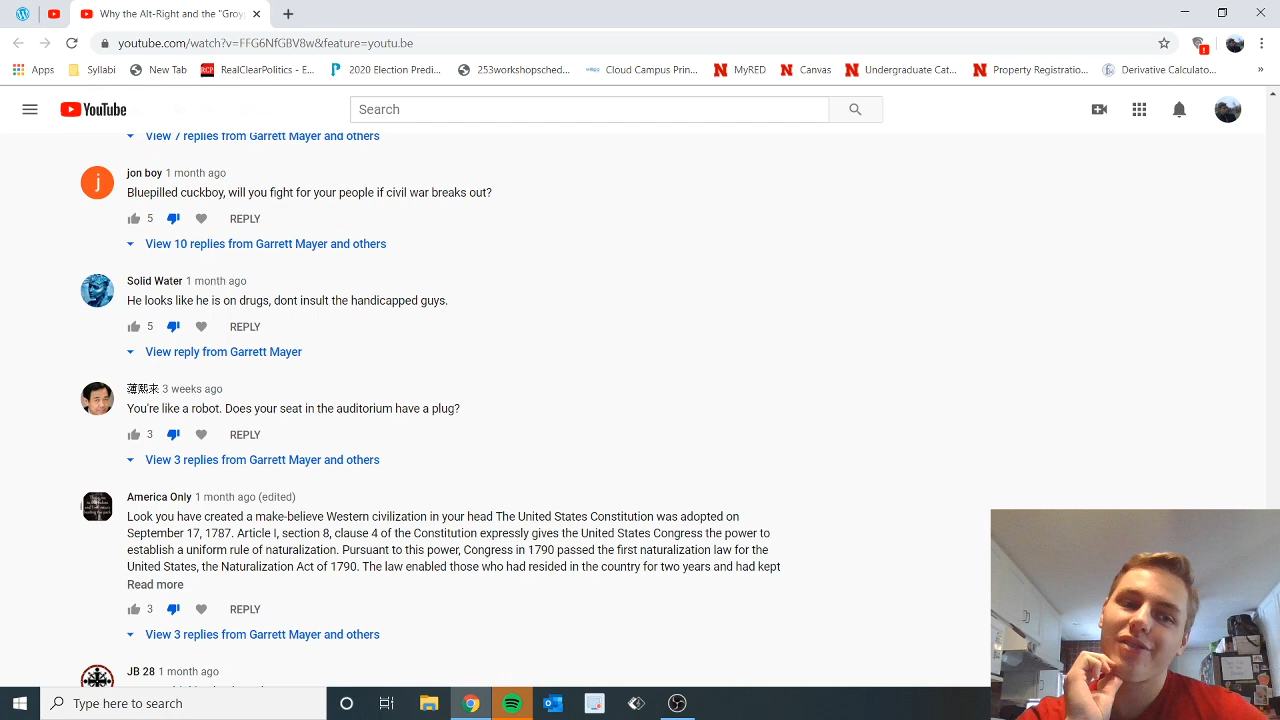 Why the Alt-Right and the "Groy
youtube.com/watch?v=FFG6NfGBV8w&feature=youtu.be
Apps Syllabi New Tab RealClearPolitics - E... 2020 Election Predi... 253workshopsched... Cloud Campus Prin... MyRED Canvas Undergraduate Cat... Property Registratio... Derivative Calculato... »
YouTube Search
View 7 replies from Garrett Mayer and others
jon boy 1 month ago
Bluepilled cuckboy, will you fight for your people if civil war breaks out?
5 REPLY
View 10 replies from Garrett Mayer and others
Solid Water 1 month ago
He looks like he is on drugs, dont insult the handicapped guys.
5 REPLY
View reply from Garrett Mayer
薄熙来 3 weeks ago
You're like a robot. Does your seat in the auditorium have a plug?
3 REPLY
View 3 replies from Garrett Mayer and others
America Only 1 month ago (edited)
Look you have created a make-believe Western civilization in your head The United States Constitution was adopted on
September 17, 1787. Article I, section 8, clause 4 of the Constitution expressly gives the United States Congress the power to
establish a uniform rule of naturalization. Pursuant to this power, Congress in 1790 passed the first naturalization law for the
United States, the Naturalization Act of 1790. The law enabled those who had resided in the country for two years and had kept
Read more
3 REPLY
View 3 replies from Garrett Mayer and others
JB 28 1 month ago
Type here to search